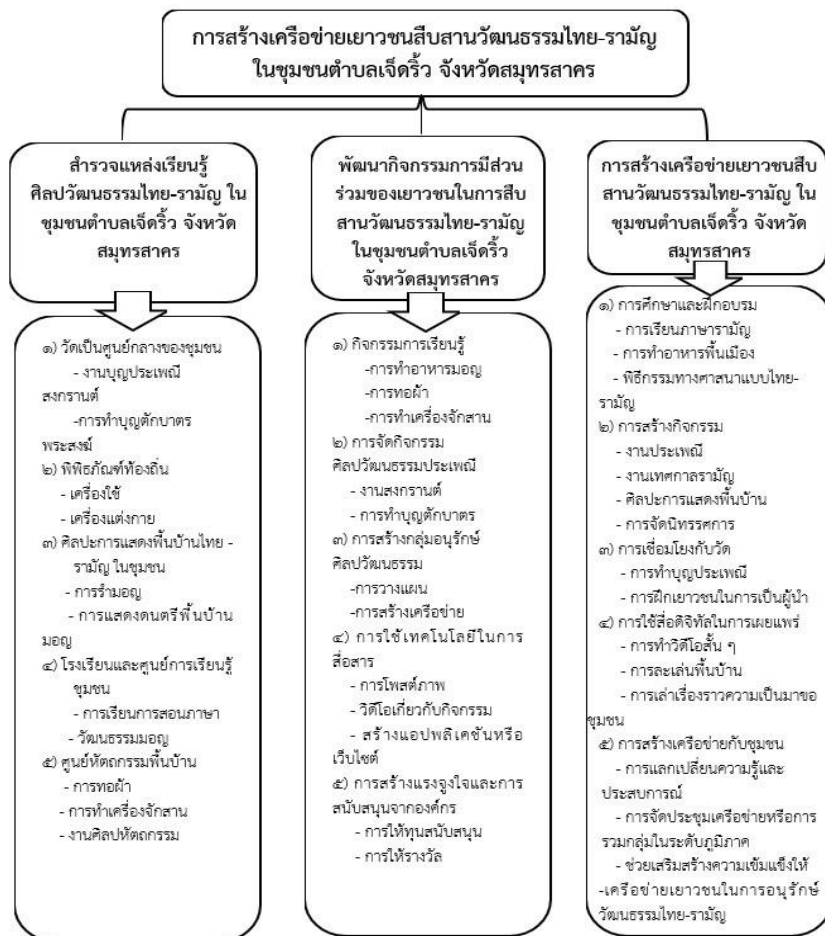 การสร้างเครือข่ายเยาวชนสืบสานวัฒนธรรมไทย-รามัญ
ในชุมชนตำบลเจ็ดริ้ว จังหวัดสมุทรสาคร
สำรวจแหล่งเรียนรู้
ศิลปวัฒนธรรมไทย-รามัญ ใน
ชุมชนตำบลเจ็ดริ้ว จังหวัด
สมุทรสาคร
๑) วัดเป็นศูนย์กลางของชุมชน
- งานบุญประเพณี
สงกรานต์
-การทำบุญตักบาตร
พระสงฆ์
๒) พิพิธภัณฑ์ท้องถิ่น
- เครื่องใช้
- เครื่องแต่งกาย
๓) ศิลปะการแสดงพื้นบ้านไทย -
รามัญ ในชุมชน
- การรำมอญ
- การแสดงดนตรีพื้นบ้าน
มอญ
๔) โรงเรียนและศูนย์การเรียนรู้
ชุมชน
- การเรียนการสอนภาษา
- วัฒนธรรมมอญ
๕) ศูนย์หัตถกรรมพื้นบ้าน
- การทอผ้า
- การทำเครื่องจักสาน
- งานศิลปหัตถกรรม
พัฒนากิจกรรมการมีส่วน
ร่วมของเยาวชนในการสืบ
สานวัฒนธรรมไทย-รามัญ
ในชุมชนตำบลเจ็ดริ้ว
จังหวัดสมุทรสาคร
๑) กิจกรรมการเรียนรู้
-การทำอาหารมอญ
-การทอผ้า
-การทำเครื่องจักสาน
๒) การจัดกิจกรรม
ศิลปวัฒนธรรมประเพณี
- งานสงกรานต์
- การทำบุญตักบาตร
๓) การสร้างกลุ่มอนุรักษ์
ศิลปวัฒนธรรม
-การวางแผน
-การสร้างเครือข่าย
๔) การใช้เทคโนโลยีในการ
สื่อสาร
- การโพสต์ภาพ
- วิดีโอเกี่ยวกับกิจกรรม
- สร้างแอปพลิเคชันหรือ
เว็บไซต์
๕) การสร้างแรงจูงใจและการ
สนับสนุนจากองค์กร
- การให้ทุนสนับสนุน
- การให้รางวัล
การสร้างเครือข่ายเยาวชนสืบ
สานวัฒนธรรมไทย-รามัญ ใน
ชุมชนตำบลเจ็ดริ้ว จังหวัด
สมุทรสาคร
๑) การศึกษาและฝึกอบรม
- การเรียนภาษารามัญ
- การทำอาหารพื้นเมือง
- พิธีกรรมทางศาสนาแบบไทย-
รามัญ
๒) การสร้างกิจกรรม
- งานประเพณี
- งานเทศกาลรามัญ
- ศิลปะการแสดงพื้นบ้าน
- การจัดนิทรรศการ
๓) การเชื่อมโยงกับวัด
- การทำบุญประเพณี
- การฝึกเยาวชนในการเป็นผู้นำ
๔) การใช้สื่อดิจิทัลในการเผยแพร่
- การทำวิดีโอสั้น ๆ
- การละเล่นพื้นบ้าน
- การเล่าเรื่องราวความเป็นมาขอ
ชุมชน
๕) การสร้างเครือข่ายกับชุมชน
- การแลกเปลี่ยนความรู้และ
ประสบการณ์
- การจัดประชุมเครือข่ายหรือการ
รวมกลุ่มในระดับภูมิภาค
- ช่วยเสริมสร้างความเข้มแข็งให้
-เครือข่ายเยาวชนในการอนุรักษ์
วัฒนธรรมไทย-รามัญ